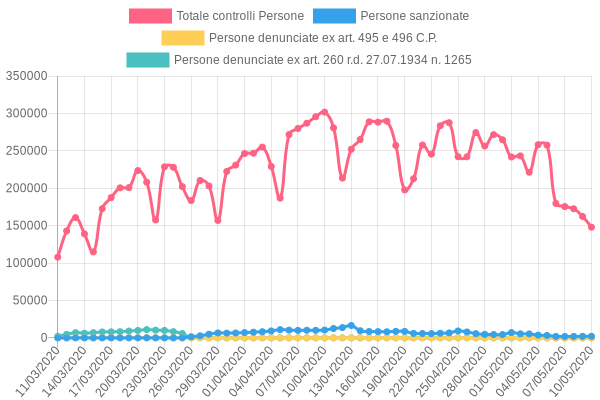 Totale controlli Persone Persone sanzionate
Persone denunciate ex art. 495 e 496 C.P.
Persone denunciate ex art. 260 r.d. 27.07.1934 n. 1265
350000
300000
250000
200000
150000
100000
50000
0
11/03/2020 14/03/2020 17/03/2020 20/03/2020 23/03/2020 26/03/2020 29/03/2020 01/04/2020 04/04/2020 07/04/2020 10/04/2020 13/04/2020 16/04/2020 19/04/2020 22/04/2020 25/04/2020 28/04/2020 01/05/2020 04/05/2020 07/05/2020 10/05/2020